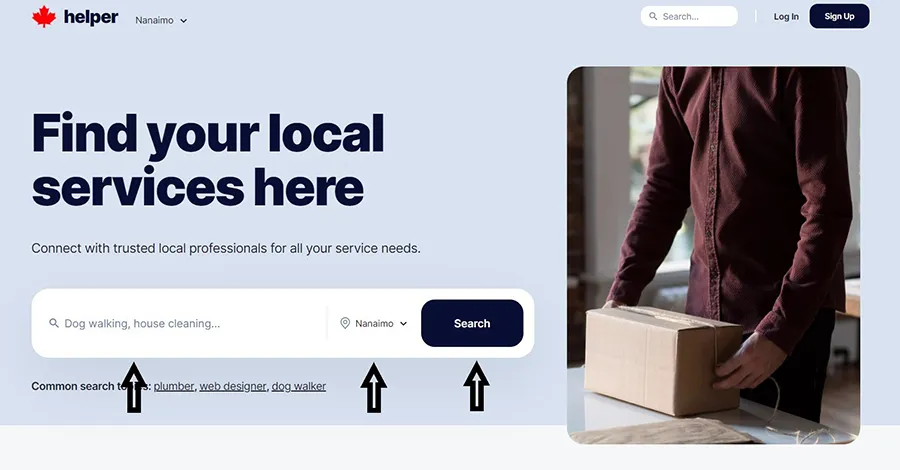 helper
Nanaimo
Search...
Log In
Sign Up
Find your local
services here
Connect with trusted local professionals for all your service needs.
Dog walking, house cleaning...
Nanaimo
Search
Common search : plumber, web designer, dog walker